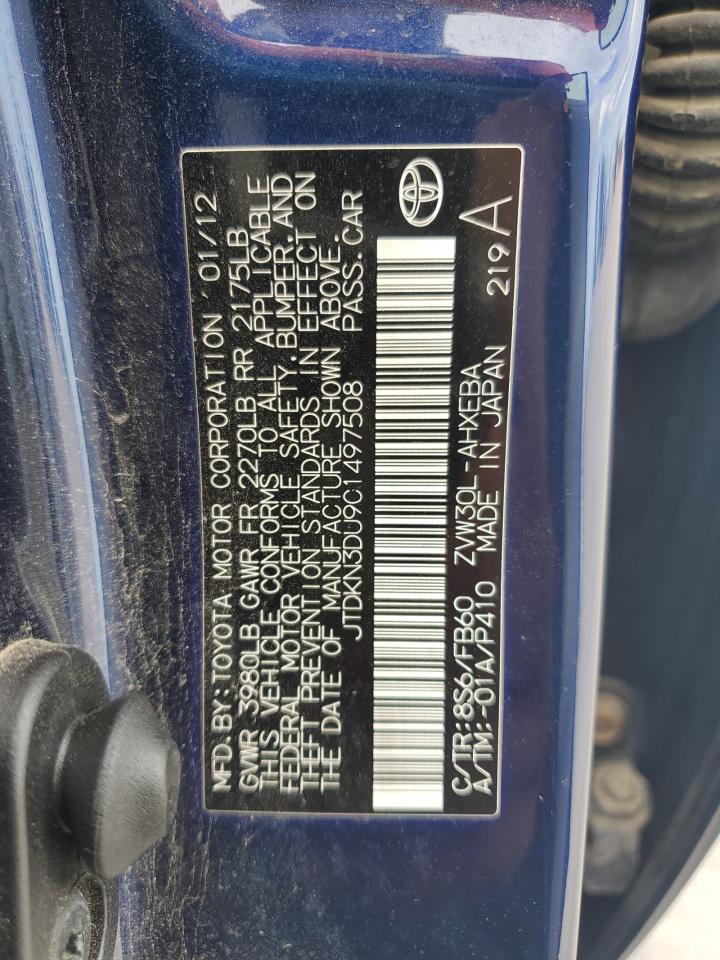 MFD. BY: TOYOTA MOTOR CORPORATION 01/12
GVWR 3980LB GAWR FR 2270LB RR 2175LB
THIS VEHICLE CONFORMS TO ALL APPLICABLE
FEDERAL MOTOR VEHICLE SAFETY, BUMPER, AND
THEFT PREVENTION STANDARDS IN EFFECT ON
THE DATE OF MANUFACTURE SHOWN ABOVE.
JTDKN3DU9C1497508 PASS. CAR
C/TR: 8S6/FB60 ZVW30L-AHXEBA
A/TM: -01A/P410 MADE IN JAPAN 219 A